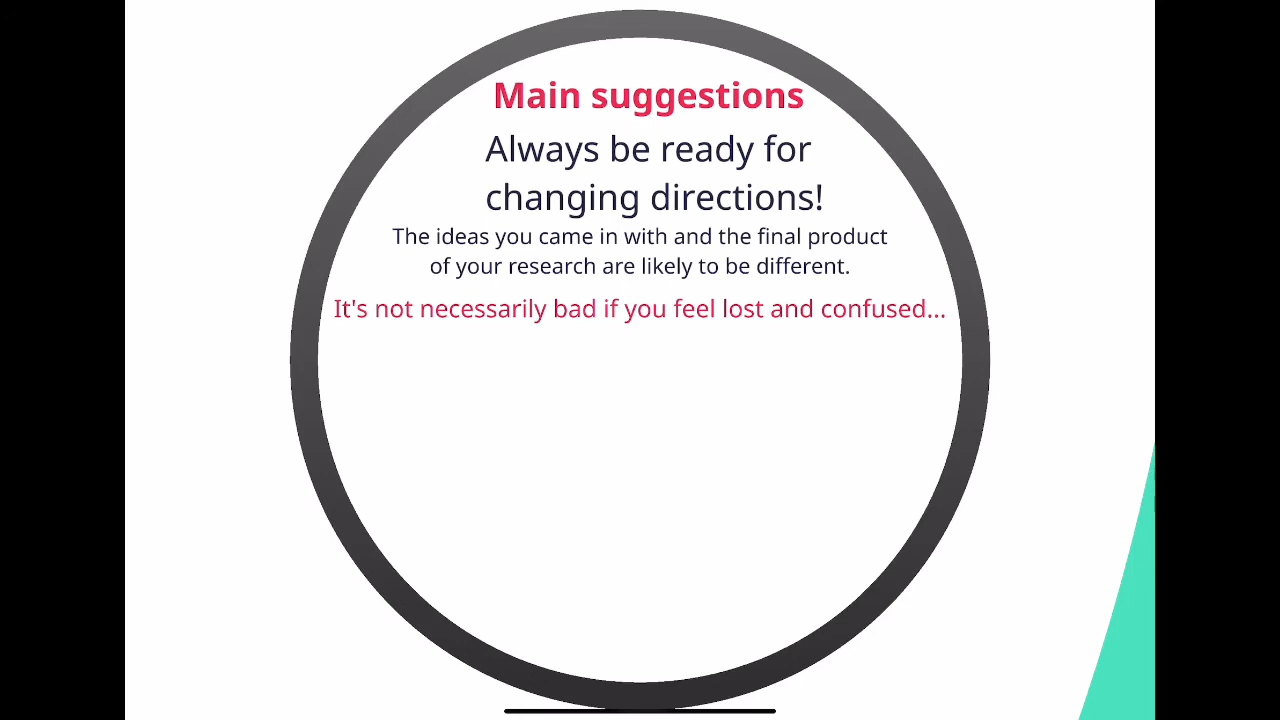 Main suggestions
Always be ready for
changing directions!
The ideas you came in with and the final product
of your research are likely to be different.
It's not necessarily bad if you feel lost and confused...